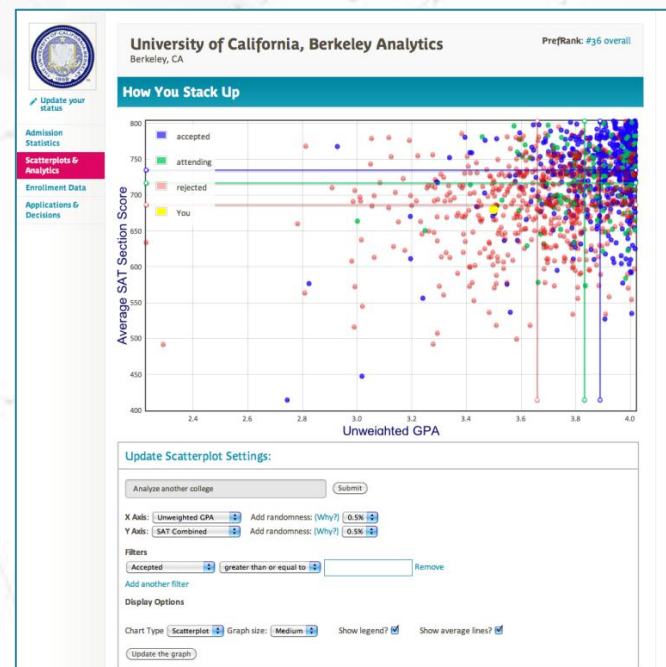 University of California, Berkeley Analytics
Berkeley, CA
PrefRank: #36 overall
Update your
status
Admission
Statistics
Scatterplots &
Analytics
Enrollment Data
Applications &
Decisions
How You Stack Up
accepted
attending
rejected
You
800
750
700
650
600
550
500
450
400
Average SAT Section Score
2.4 2.6 2.8 3.0 3.2 3.4 3.6 3.8 4.0
Unweighted GPA
Update Scatterplot Settings:
Analyze another college Submit
X Axis: Unweighted GPA Add randomness: (Why?) 0.5%
Y Axis: SAT Combined Add randomness: (Why?) 0.5%
Filters
Accepted greater than or equal to Remove
Add another filter
Display Options
Chart Type Scatterplot Graph size: Medium Show legend? Show average lines?
Update the graph